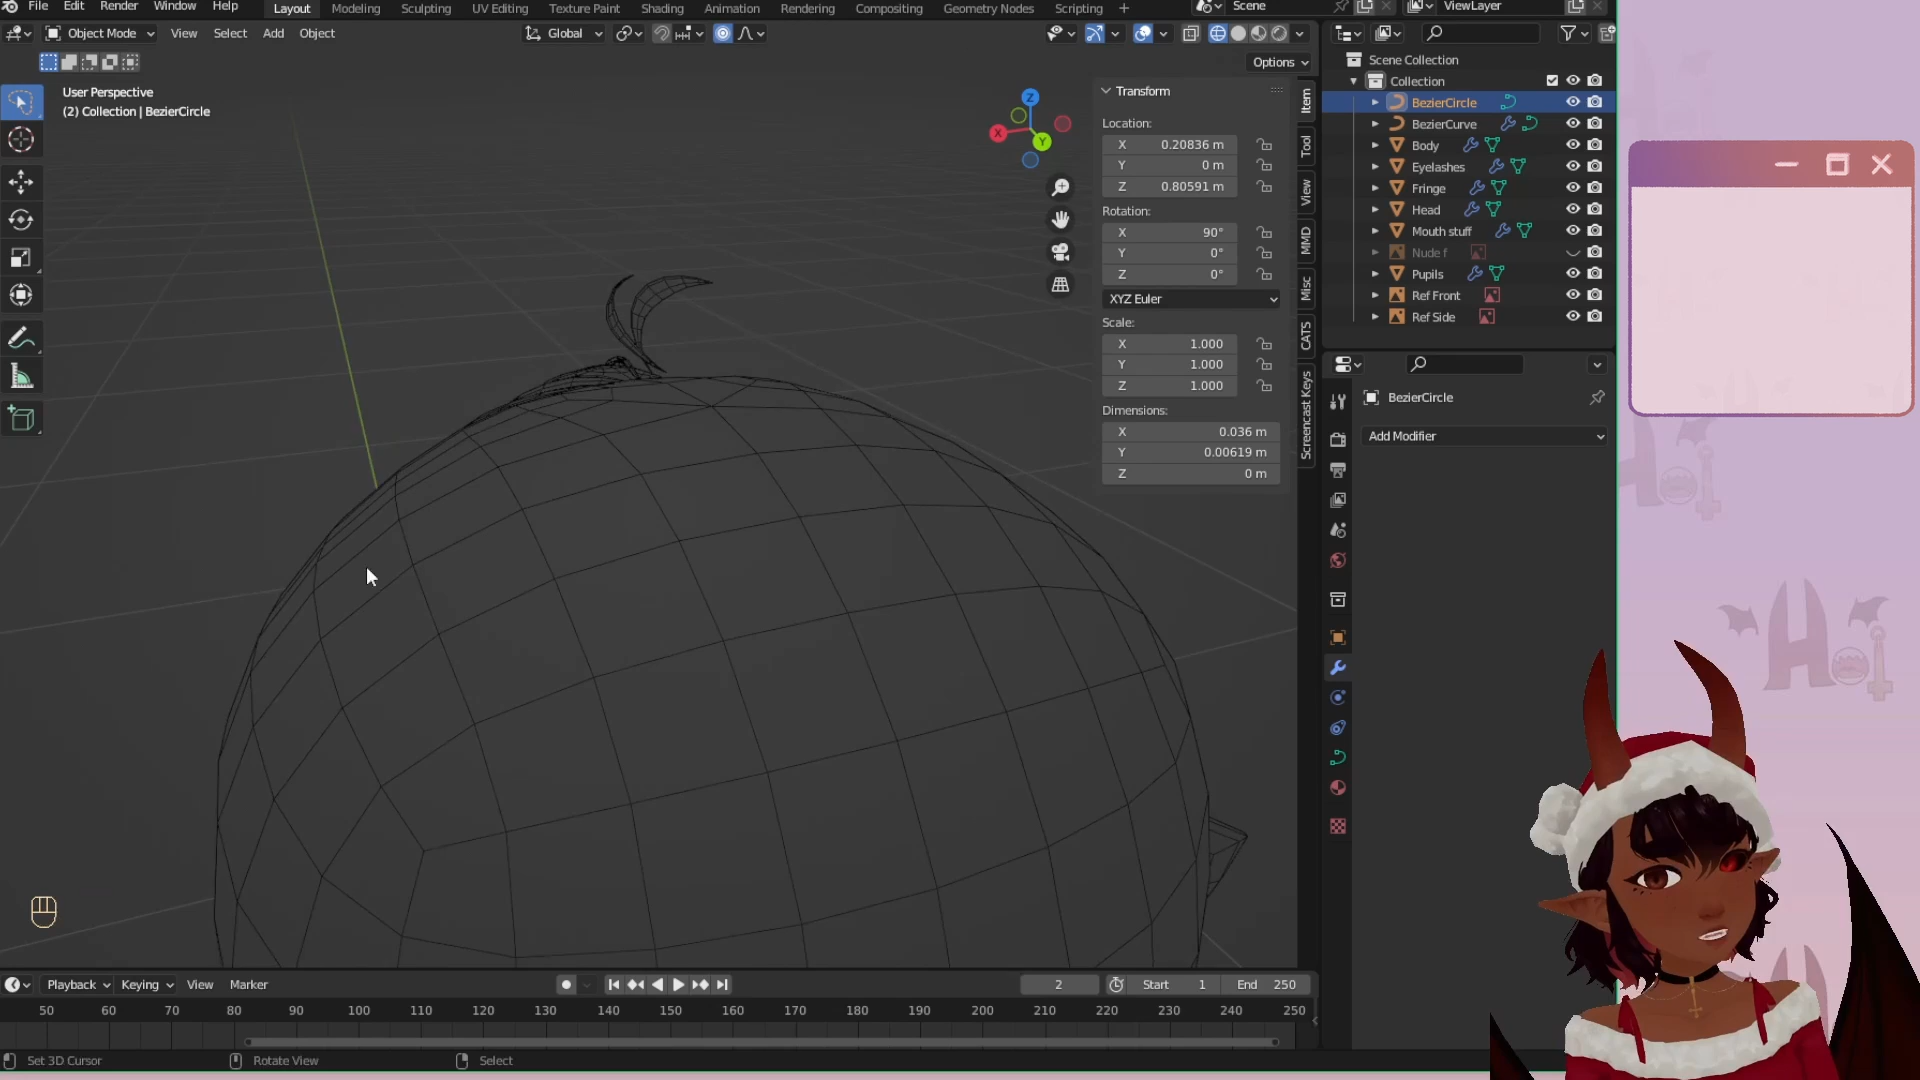 File Edit Render Window Help Layout Modeling Sculpting UV Editing Texture Paint Shading Animation Rendering Compositing Geometry Nodes Scripting + Scene ViewLayer
Object Mode View Select Add Object Global
Options
User Perspective
(2) Collection | BezierCircle
Z
X
Y
Transform
Location:
X 0.20836 m
Y 0 m
Z 0.80591 m
Rotation:
X 90°
Y 0°
Z 0°
XYZ Euler
Scale:
X 1.000
Y 1.000
Z 1.000
Dimensions:
X 0.036 m
Y 0.00619 m
Z 0 m
Item
Tool
View
MMD
Misc
CATS
Screencast Keys
Scene Collection
Collection
BezierCircle
BezierCurve
Body
Eyelashes
Fringe
Head
Mouth stuff
Nude f
Pupils
Ref Front
Ref Side
BezierCircle
Add Modifier
Playback Keying View Marker 2 Start 1 End 250
50 60 70 80 90 100 110 120 130 140 150 160 170 180 190 200 210 220 230 240 250
Set 3D Cursor Rotate View Select